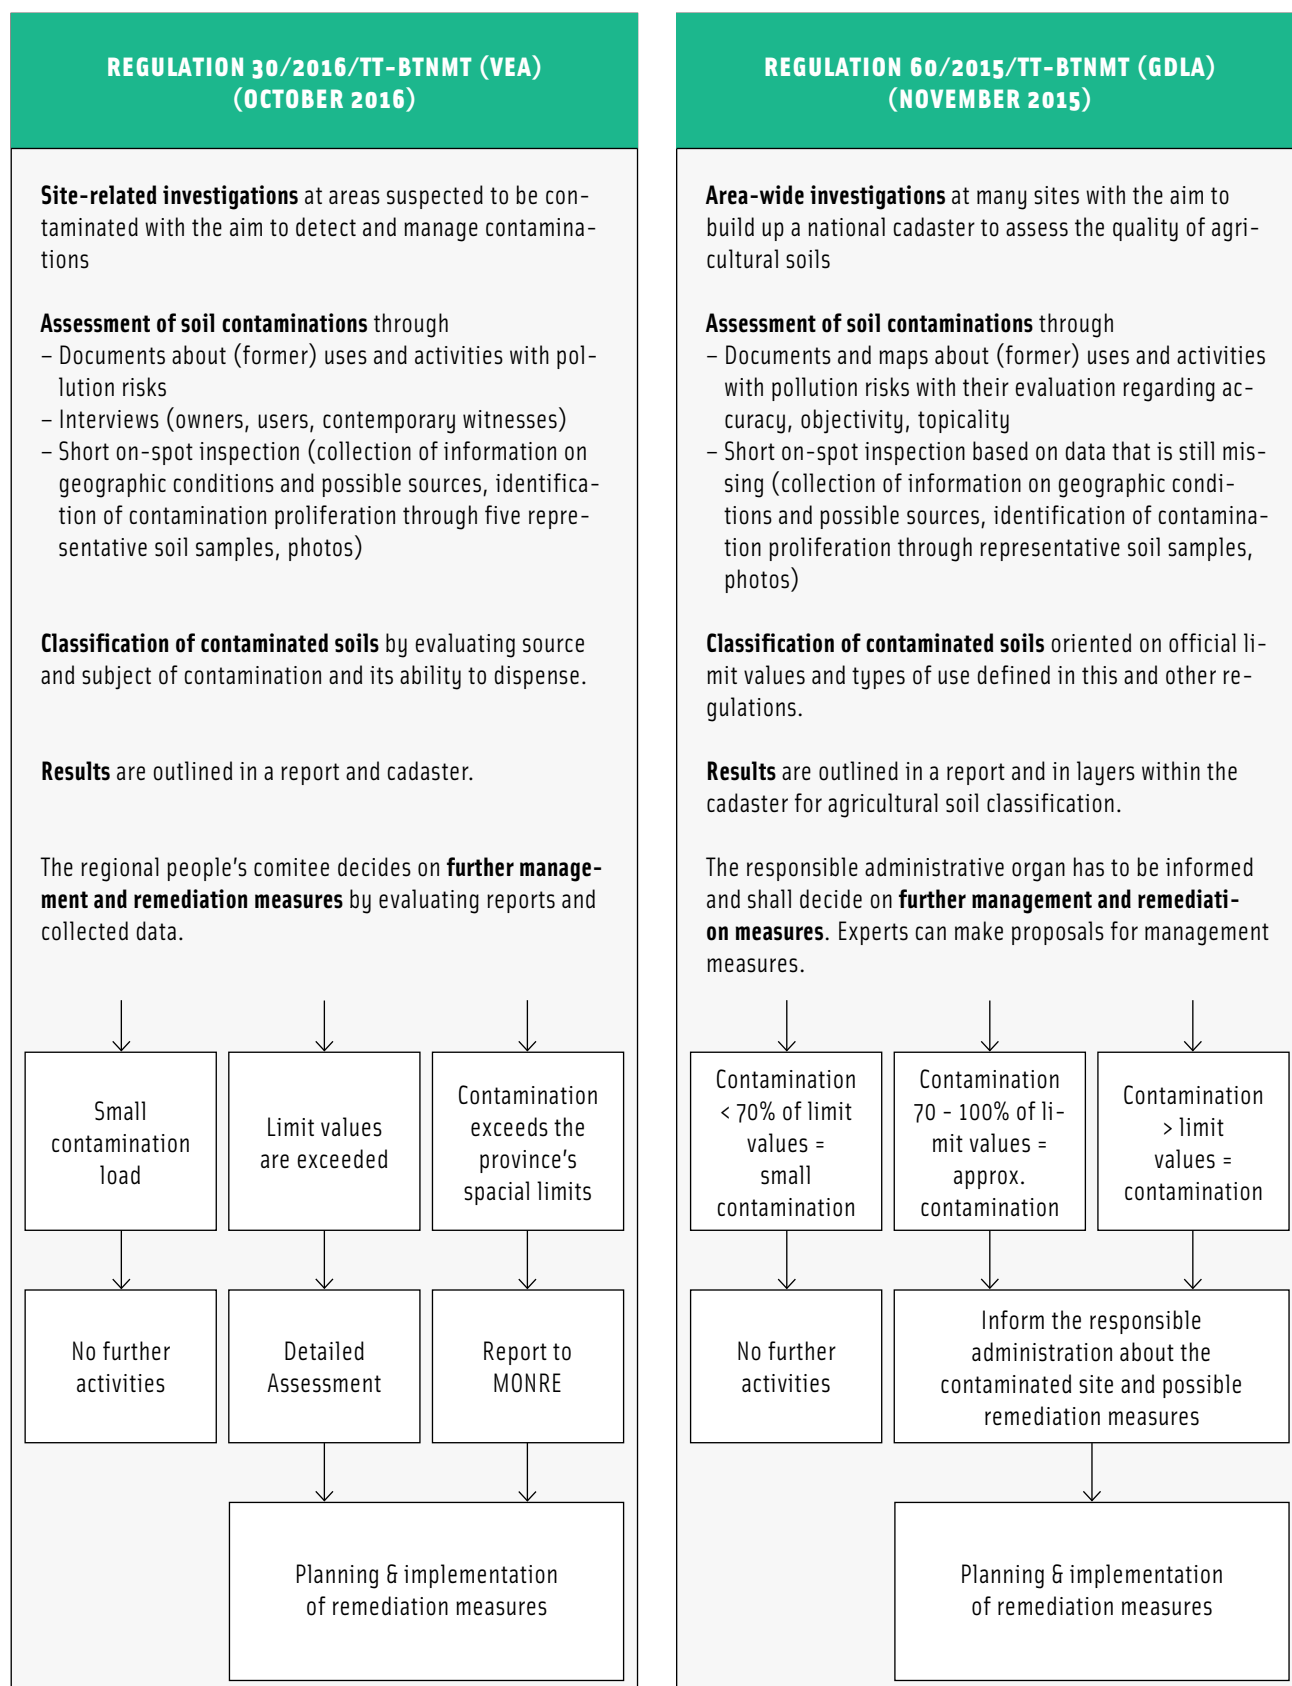 REGULATION 30/2016/TT-BTNMT (VEA)
(OCTOBER 2016)
Site-related investigations at areas suspected to be con-
taminated with the aim to detect and manage contamina-
tions
Assessment of soil contaminations through
– Documents about (former) uses and activities with pol-
lution risks
– Interviews (owners, users, contemporary witnesses)
– Short on-spot inspection (collection of information on
geographic conditions and possible sources, identifica-
tion of contamination proliferation through five repre-
sentative soil samples, photos)
Classification of contaminated soils by evaluating source
and subject of contamination and its ability to dispense.
Results are outlined in a report and cadaster.
The regional people's comitee decides on further manage-
ment and remediation measures by evaluating reports and
collected data.
Small
contamination
load
Limit values
are exceeded
Contamination
exceeds the
province's
spacial limits
No further
activities
Detailed
Assessment
Report to
MONRE
Planning & implementation
of remediation measures
REGULATION 60/2015/TT-BTNMT (GDLA)
(NOVEMBER 2015)
Area-wide investigations at many sites with the aim to
build up a national cadaster to assess the quality of agri-
cultural soils
Assessment of soil contaminations through
– Documents and maps about (former) uses and activities
with pollution risks with their evaluation regarding ac-
curacy, objectivity, topicality
– Short on-spot inspection based on data that is still mis-
sing (collection of information on geographic condi-
tions and possible sources, identification of contamina-
tion proliferation through representative soil samples,
photos)
Classification of contaminated soils oriented on official li-
mit values and types of use defined in this and other re-
gulations.
Results are outlined in a report and in layers within the
cadaster for agricultural soil classification.
The responsible administrative organ has to be informed
and shall decide on further management and remediati-
on measures. Experts can make proposals for management
measures.
Contamination
< 70% of limit
values =
small
contamination
Contamination
70 - 100% of li-
mit values =
approx.
contamination
Contamination
> limit
values =
contamination
No further
activities
Inform the responsible
administration about the
contaminated site and possible
remediation measures
Planning & implementation
of remediation measures